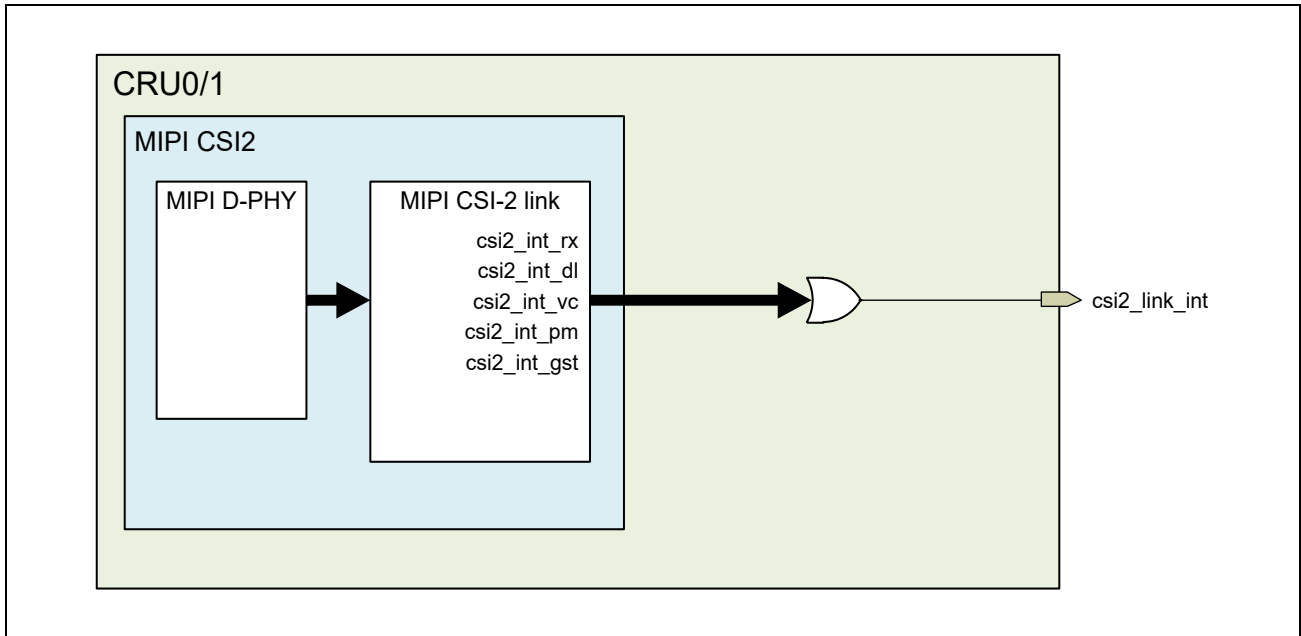 CRU0/1
MIPI CSI2
MIPI D-PHY
MIPI CSI-2 link
csi2_int_rx
csi2_int_dl
csi2_int_vc
csi2_int_pm
csi2_int_gst
csi2_link_int